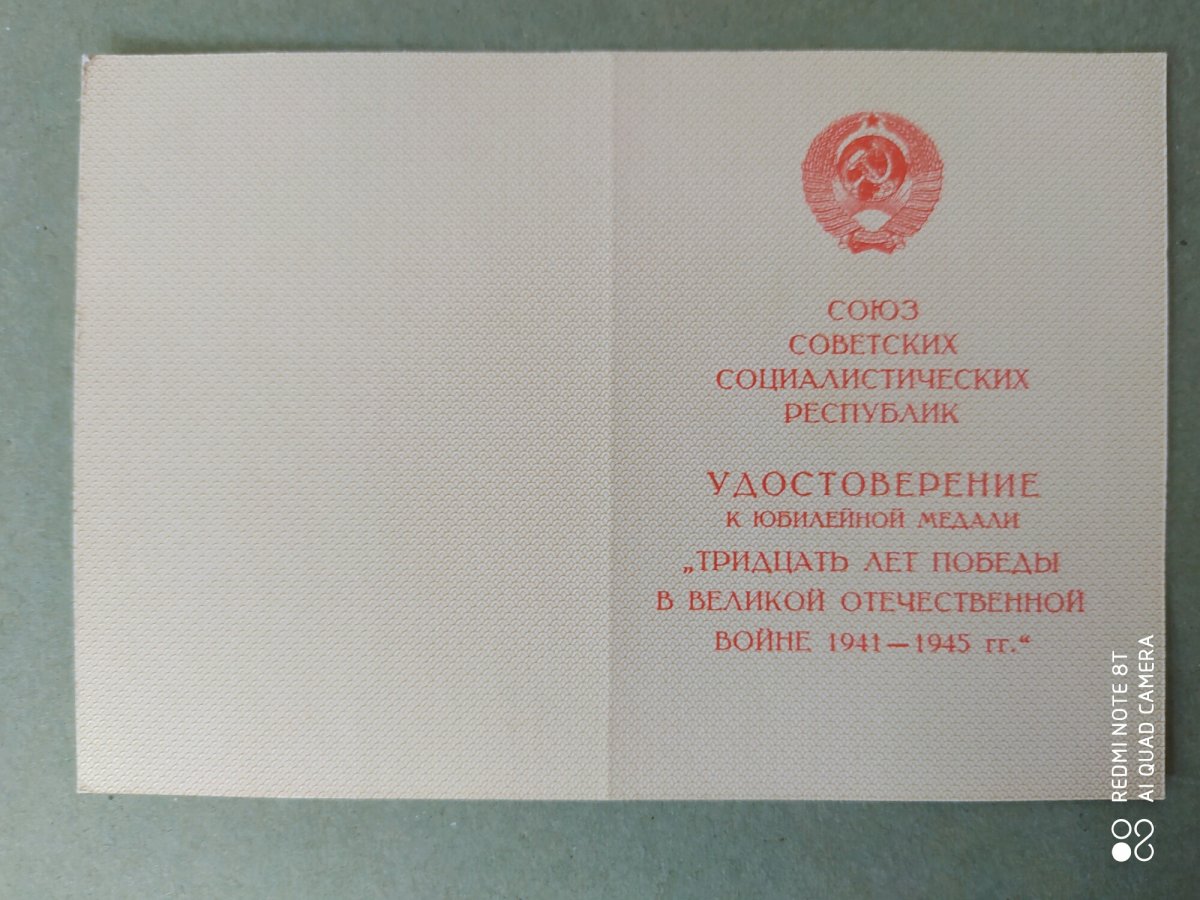 СОЮЗ
СОВЕТСКИХ
СОЦИАЛИСТИЧЕСКИХ
РЕСПУБЛИК
УДОСТОВЕРЕНИЕ
К ЮБИЛЕЙНОЙ МЕДАЛИ
„ТРИДЦАТЬ ЛЕТ ПОБЕДЫ
В ВЕЛИКОЙ ОТЕЧЕСТВЕННОЙ
ВОЙНЕ 1941—1945 гг.“
REDMI NOTE 8T
AI QUAD CAMERA